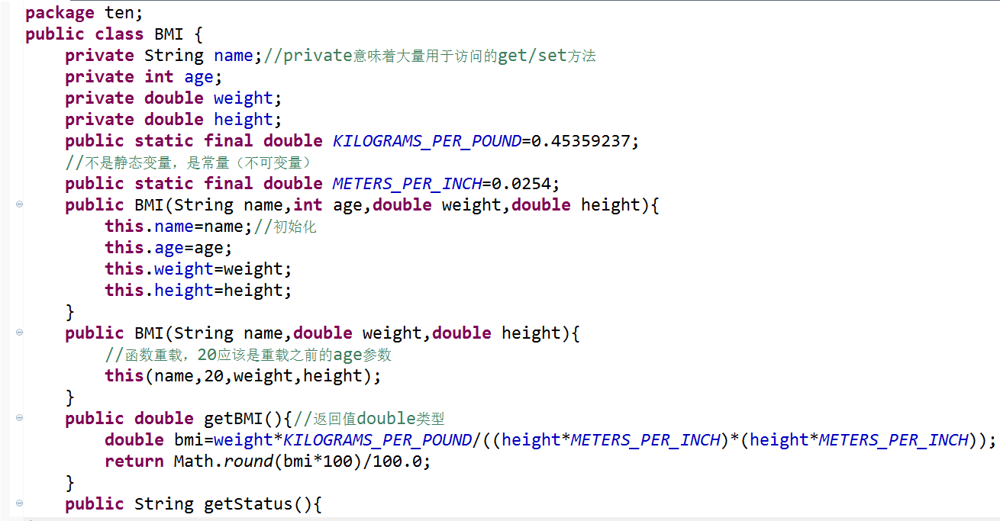 package ten;
public class BMI {
    private String name;//private意味着大量用于访问的get/set方法
    private int age;
    private double weight;
    private double height;
    public static final double KILOGRAMS_PER_POUND=0.45359237;
    //不是静态变量，是常量（不可变量）
    public static final double METERS_PER_INCH=0.0254;
    public BMI(String name,int age,double weight,double height){
        this.name=name;//初始化
        this.age=age;
        this.weight=weight;
        this.height=height;
    }
    public BMI(String name,double weight,double height){
        //函数重载，20应该是重载之前的age参数
        this(name,20,weight,height);
    }
    public double getBMI(){//返回值double类型
        double bmi=weight*KILOGRAMS_PER_POUND/((height*METERS_PER_INCH)*(height*METERS_PER_INCH));
        return Math.round(bmi*100)/100.0;
    }
    public String getStatus(){